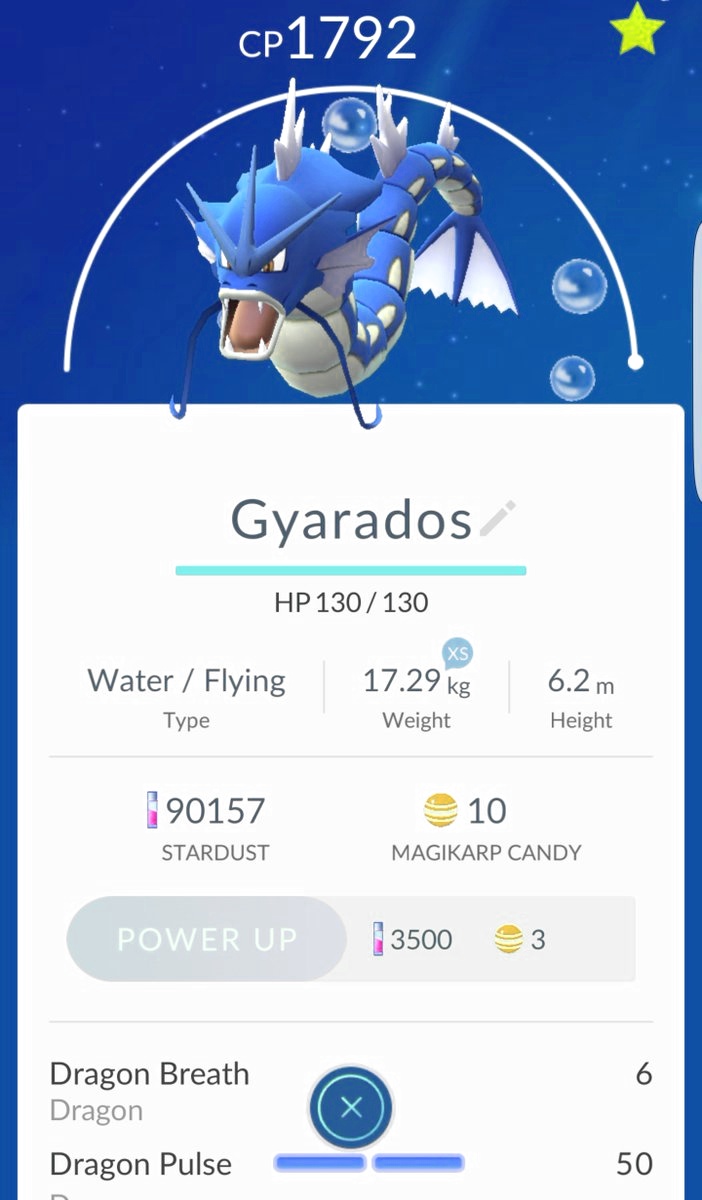 CP1792
Gyarados
HP 130 / 130
XS
Water / Flying 17.29 kg 6.2 m
Type Weight Height
90157 10
STARDUST MAGIKARP CANDY
POWER UP 3500 3
Dragon Breath 6
Dragon
Dragon Pulse 50